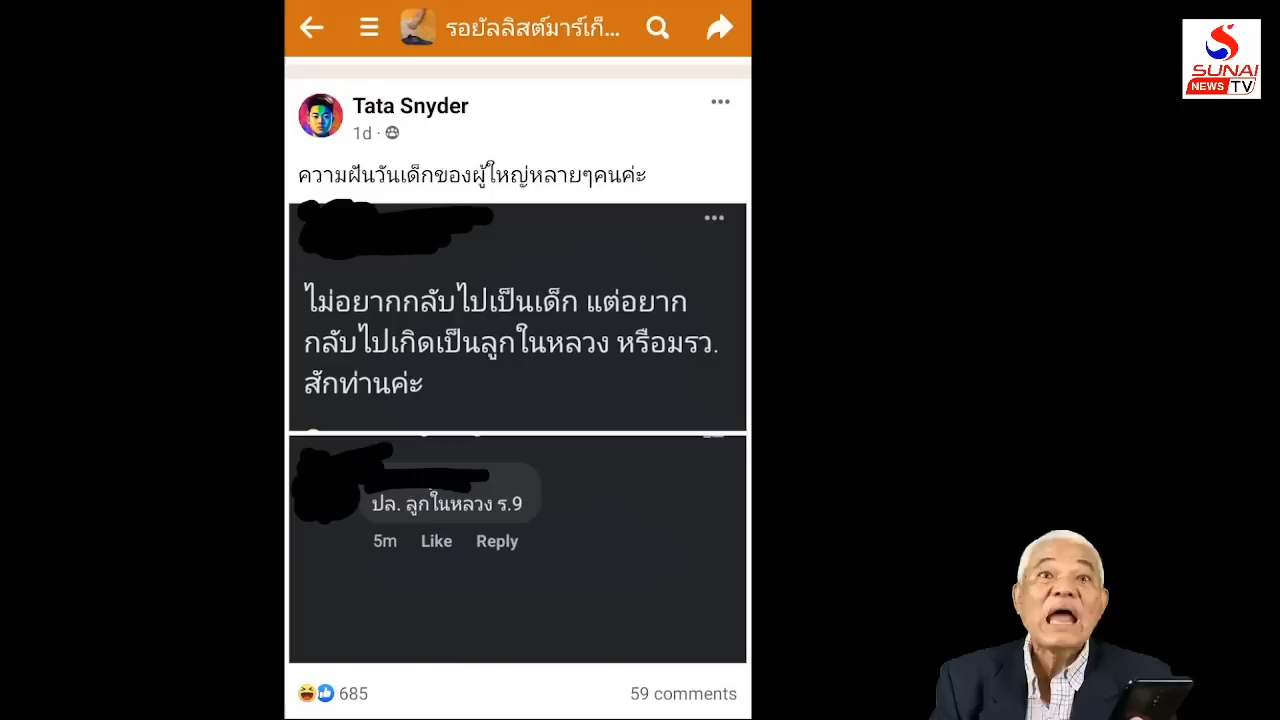 รอยัลลิสต์มาร์เก็...
SUNAI
NEWS TV
Tata Snyder
1d ·
ความฝันวันเด็กของผู้ใหญ่หลายๆคนค่ะ
ไม่อยากกลับไปเป็นเด็ก แต่อยาก
กลับไปเกิดเป็นลูกในหลวง หรือมรว.
สักท่านค่ะ
ปล. ลูกในหลวง ร.9
5m Like Reply
685 59 comments